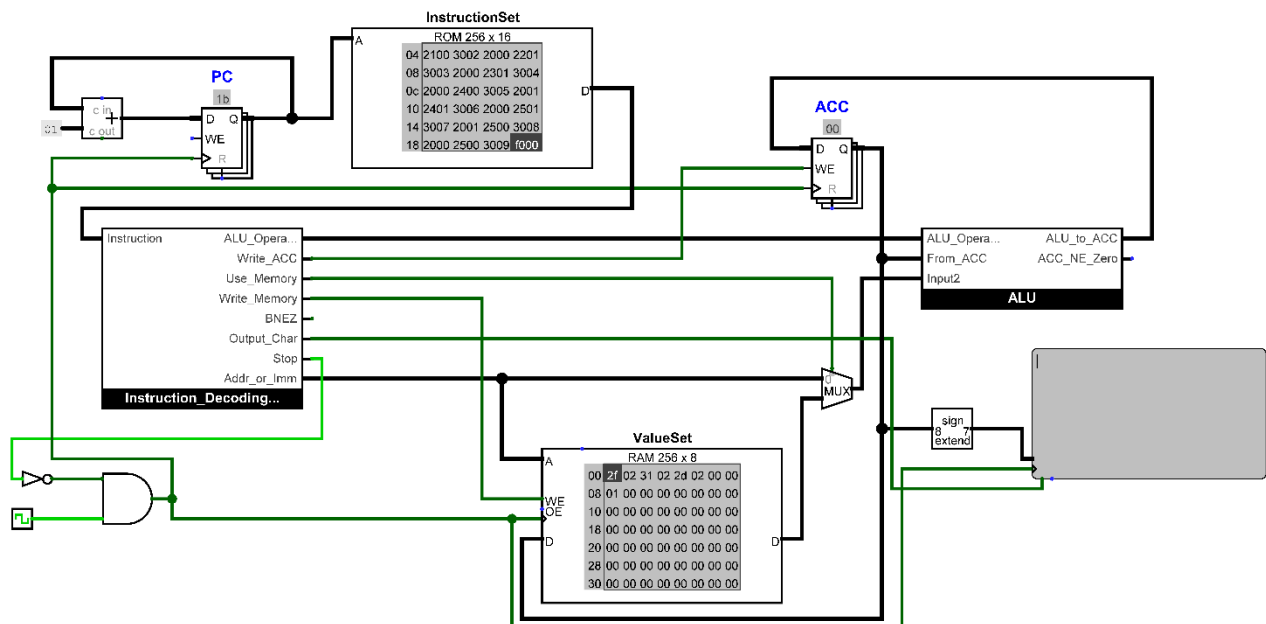 InstructionSet
ROM 256 x 16
A
04 2100 3002 2000 2201
08 3003 2000 2301 3004
0c 2000 2400 3005 2001
10 2401 3006 2000 2501
14 3007 2001 2500 3008
18 2000 2500 3009 f000
D
PC
1b
D Q
WE
R
c in
+
c out
01
ACC
00
D Q
WE
R
Instruction
ALU_Opera...
Write_ACC
Use_Memory
Write_Memory
BNEZ
Output_Char
Stop
Addr_or_Imm
Instruction_Decoding...
ALU_Opera... ALU_to_ACC
From_ACC ACC_NE_Zero
Input2
ALU
0
MUX
sign
8 7
extend
ValueSet
RAM 256 x 8
A
WE
OE
D
00 2f 02 31 02 2d 02 00 00
08 01 00 00 00 00 00 00 00
10 00 00 00 00 00 00 00 00
18 00 00 00 00 00 00 00 00
20 00 00 00 00 00 00 00 00
28 00 00 00 00 00 00 00 00
30 00 00 00 00 00 00 00 00
D